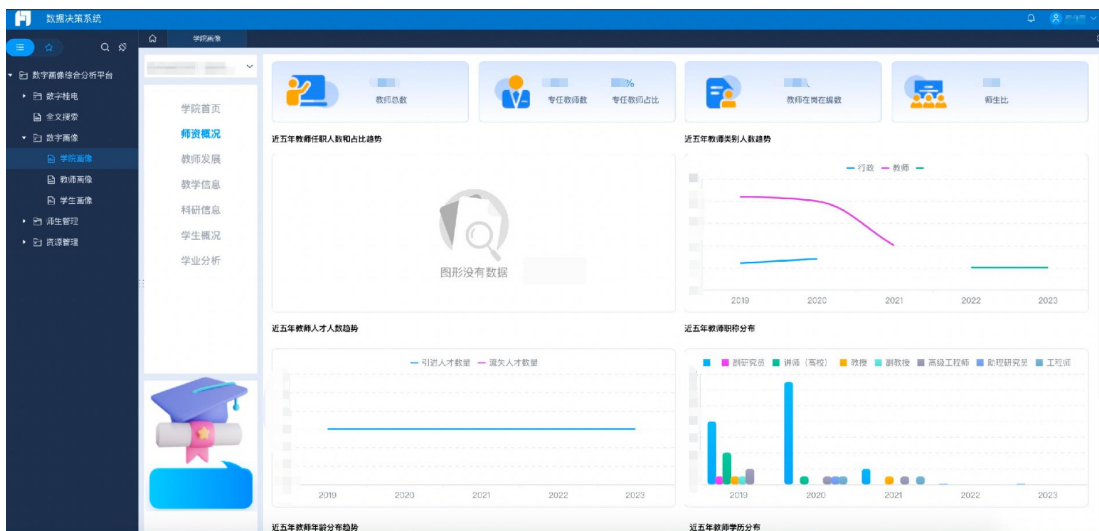 数据决策系统
学院画像
数字画像综合分析平台
数字桂电
全文搜索
数字画像
学院画像
教师画像
学生画像
师生管理
资源管理
学院首页
师资概况
教师发展
教学信息
科研信息
学生概况
学业分析
教师总数
专任教师数
%
专任教师占比
教师在岗在编数
师生比
近五年教师任职人数和占比趋势
图形没有数据
近五年教师类别人数趋势
行政 教师
2019 2020 2021 2022 2023
近五年教师人才人数趋势
引进人才数量 流失人才数量
2019 2020 2021 2022 2023
近五年教师职称分布
副研究员 讲师（高校） 教授 副教授 高级工程师 助理研究员 工程师
2019 2020 2021 2022 2023
近五年教师年龄分布趋势
近五年教师学历分布